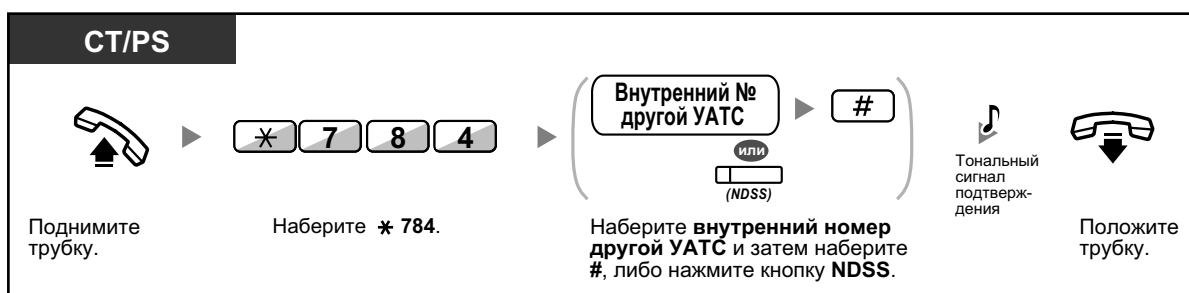 CT/PS
Внутренний №
другой УАТС
#
или
(NDSS)
* 7 8 4
Тональный
сигнал
подтверж-
дения
Поднимите
трубку.
Наберите * 784.
Наберите внутренний номер
другой УАТС и затем наберите
#, либо нажмите кнопку NDSS.
Положите
трубку.